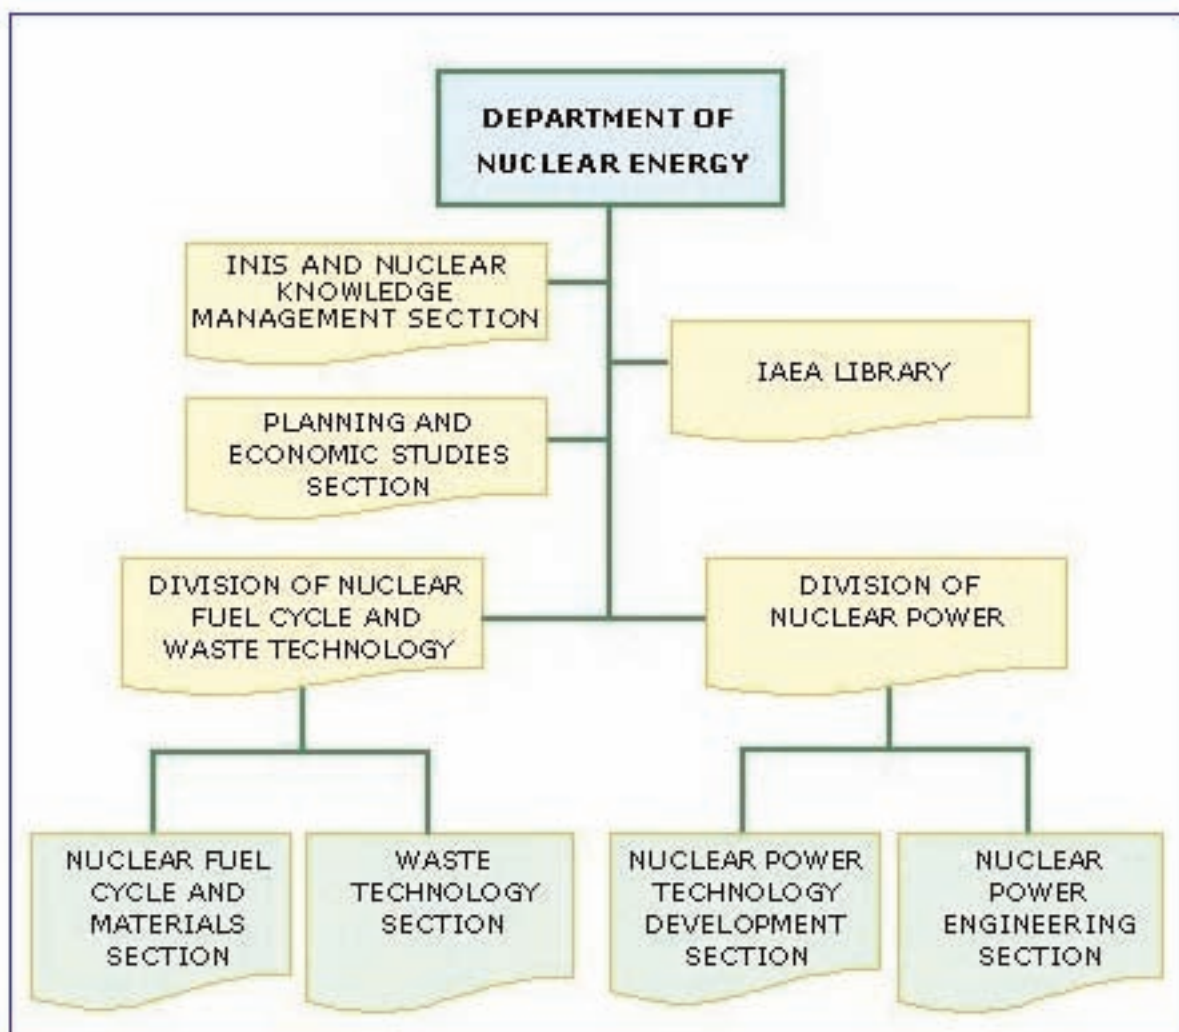 DEPARTMENT OF
NUCLEAR ENERGY
INIS AND NUCLEAR
KNOWLEDGE
MANAGEMENT SECTION
IAEA LIBRARY
PLANNING AND
ECONOMIC STUDIES
SECTION
DIVISION OF NUCLEAR
FUEL CYCLE AND
WASTE TECHNOLOGY
DIVISION OF
NUCLEAR POWER
NUCLEAR FUEL
CYCLE AND
MATERIALS
SECTION
WASTE
TECHNOLOGY
SECTION
NUCLEAR POWER
TECHNOLOGY
DEVELOPMENT
SECTION
NUCLEAR
POWER
ENGINEERING
SECTION